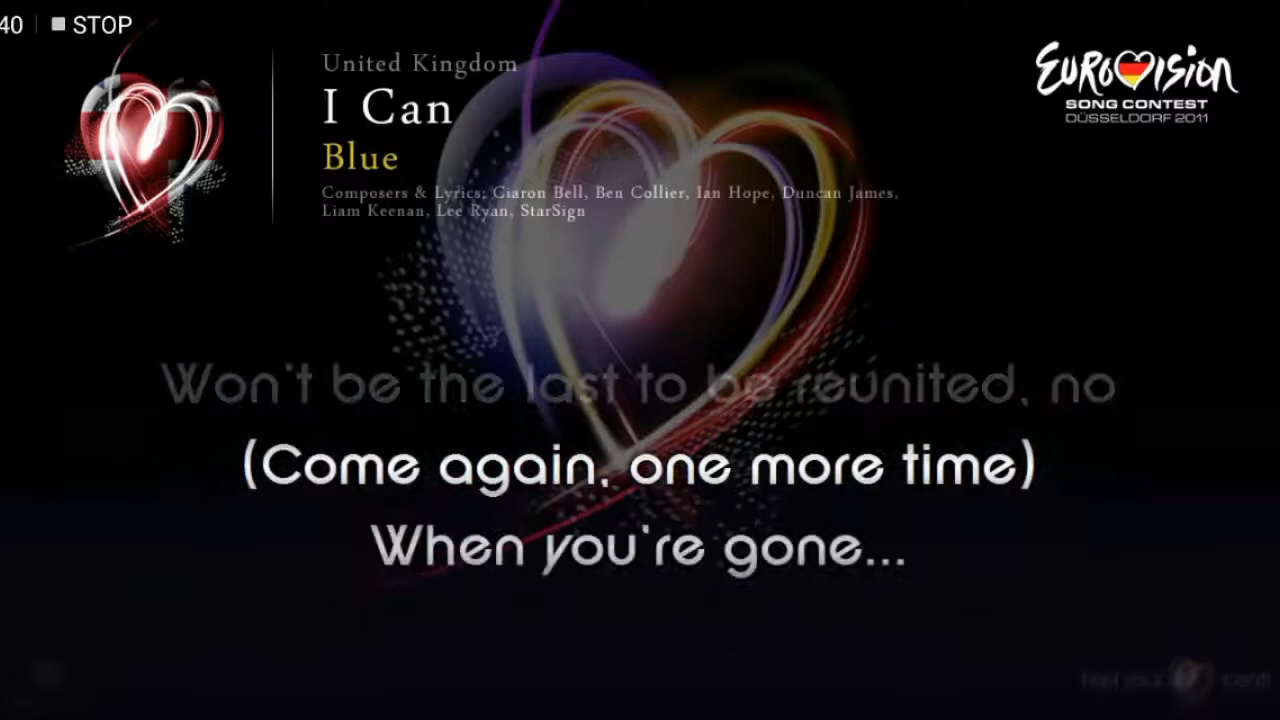 40 STOP
United Kingdom
I Can
Blue
Composers & Lyrics: Ciaron Bell, Ben Collier, Ian Hope, Duncan James,
Liam Keenan, Lee Ryan, StarSign
EUROVISION
SONG CONTEST
DÜSSELDORF 2011
Won't be the last to be reunited, no
(Come again, one more time)
When you're gone...